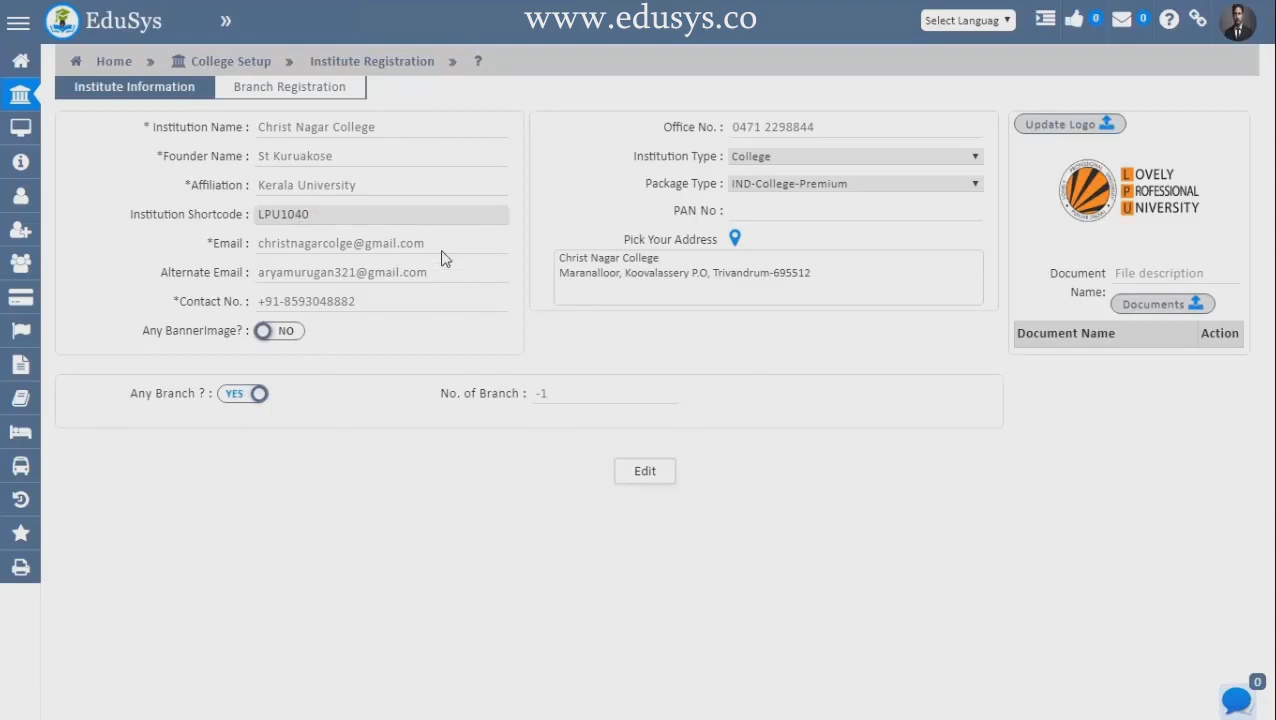 EduSys » www.edusys.co Select Languag 0 0
Home » College Setup » Institute Registration » ?
Institute Information Branch Registration
* Institution Name : Christ Nagar College
*Founder Name : St Kuruakose
*Affiliation : Kerala University
Institution Shortcode : LPU1040
*Email : christnagarcolge@gmail.com
Alternate Email : aryamurugan321@gmail.com
*Contact No. : +91-8593048882
Any BannerImage? : NO
Office No. : 0471 2298844
Institution Type : College
Package Type : IND-College-Premium
PAN No :
Pick Your Address
Christ Nagar College
Maranalloor, Koovalassery P.O, Trivandrum-695512
Update Logo
LOVELY
PROFESSIONAL
UNIVERSITY
Document Name: File description
Documents
Document Name Action
Any Branch ? : YES No. of Branch : -1
Edit
0